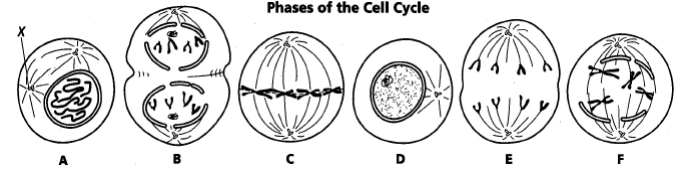 Phases of the Cell Cycle
X
A B C D E F